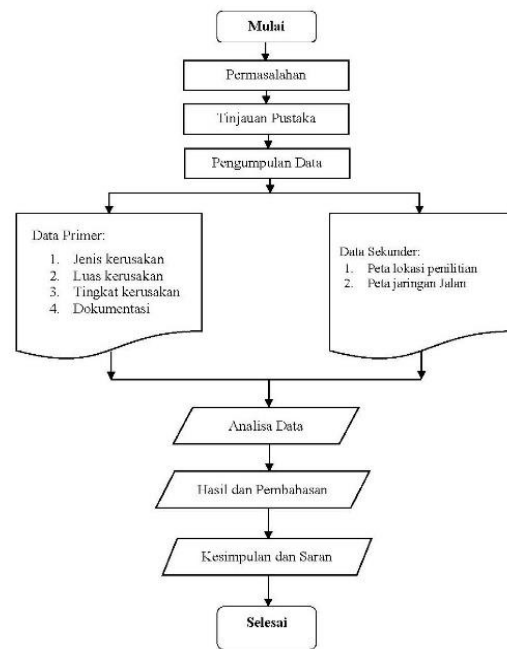 Mulai
Permasalahan
Tinjauan Pustaka
Pengumpulan Data
Data Primer:
1. Jenis kerusakan
2. Luas kerusakan
3. Tingkat kerusakan
4. Dokumentasi
Data Sekunder:
1. Peta lokasi penilitian
2. Peta jaringan Jalan
Analisa Data
Hasil dan Pembahasan
Kesimpulan dan Saran
Selesai